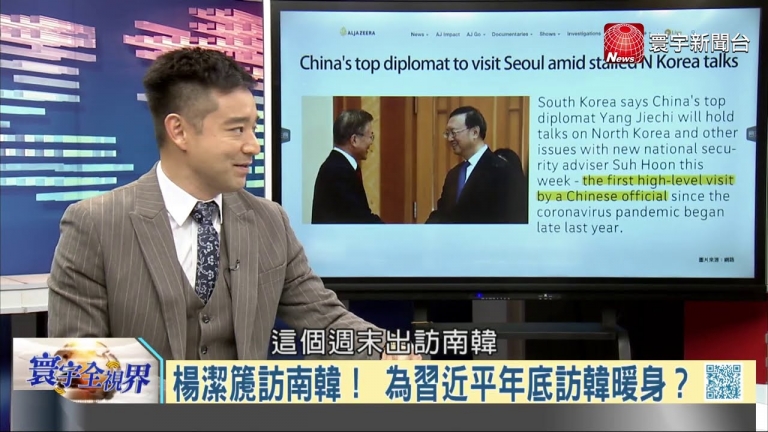 ALJAZEERA
News AJ Impact AJ Go Documentaries Shows Investigations
News
寰宇新聞台
China's top diplomat to visit Seoul amid stalled N Korea talks
South Korea says China's top
diplomat Yang Jiechi will hold
talks on North Korea and other
issues with new national secu-
rity adviser Suh Hoon this
week - the first high-level visit
by a Chinese official since the
coronavirus pandemic began
late last year.
圖片來源：網路
這個週末出訪南韓
寰宇全視界
楊潔篪訪南韓！ 為習近平年底訪韓暖身？